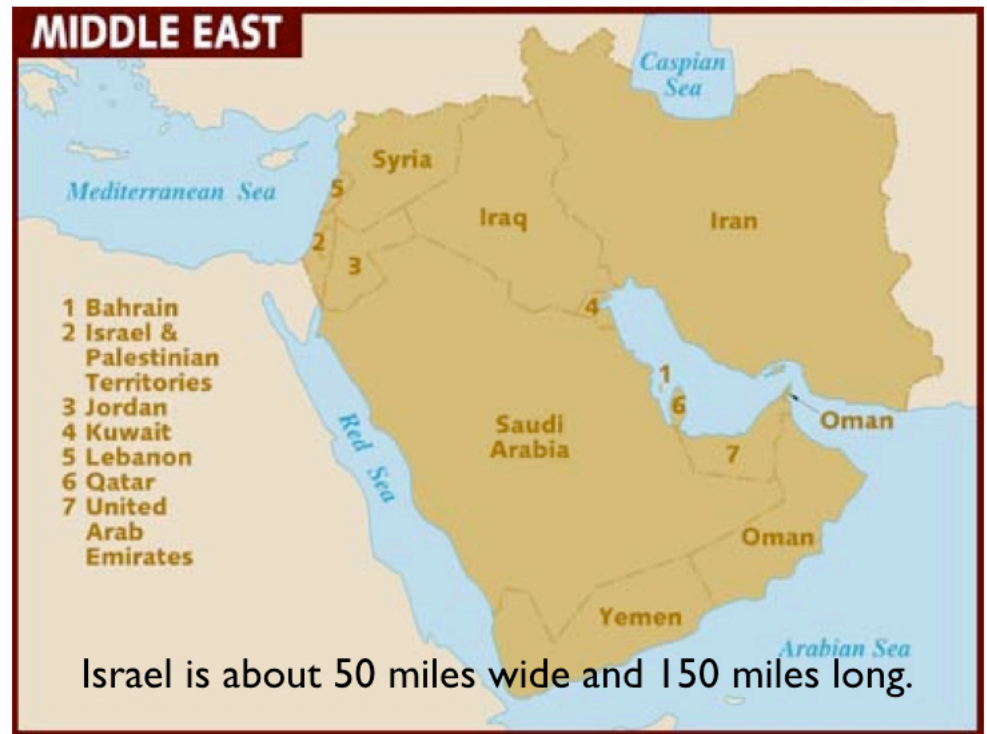 MIDDLE EAST
Caspian
Sea
Syria
Mediterranean Sea
5
Iraq
Iran
2
3
4
1 Bahrain
2 Israel &
Palestinian
Territories
3 Jordan
4 Kuwait
5 Lebanon
6 Qatar
7 United
Arab
Emirates
1
6
Red Sea
Saudi
Arabia
Oman
7
Oman
Yemen
Arabian Sea
Israel is about 50 miles wide and 150 miles long.